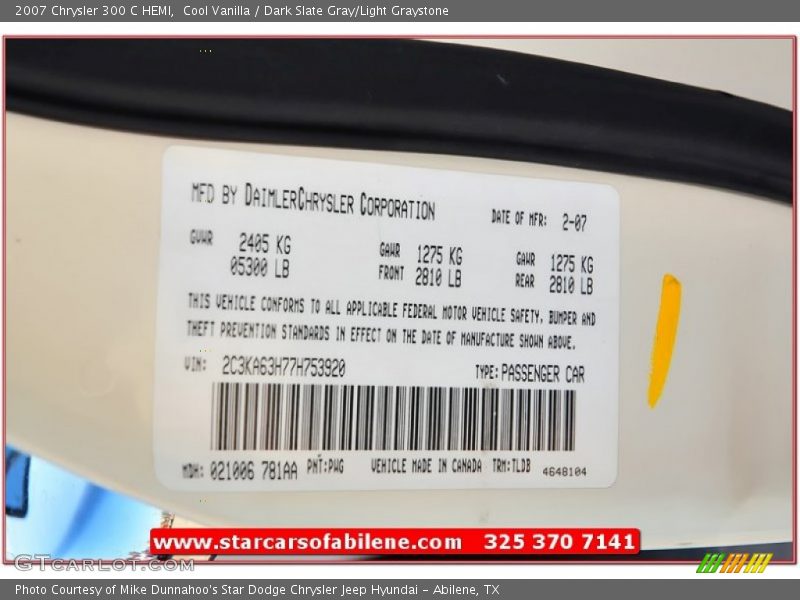 2007 Chrysler 300 C HEMI,  Cool Vanilla / Dark Slate Gray/Light Graystone
MFD BY DAIMLERCHRYSLER CORPORATION
DATE OF MFR: 2-07
GVWR 2405 KG GAWR 1275 KG GAWR 1275 KG
05300 LB FRONT 2810 LB REAR 2810 LB
THIS VEHICLE CONFORMS TO ALL APPLICABLE FEDERAL MOTOR VEHICLE SAFETY, BUMPER AND
THEFT PREVENTION STANDARDS IN EFFECT ON THE DATE OF MANUFACTURE SHOWN ABOVE.
VIN: 2C3KA63H77H753920 TYPE: PASSENGER CAR
MDH: 021006 781AA PNT:PWG VEHICLE MADE IN CANADA TRM:TLDB 4648104
www.starcarsofabilene.com 325 370 7141
GTcarlot.com
Photo Courtesy of Mike Dunnahoo's Star Dodge Chrysler Jeep Hyundai - Abilene, TX